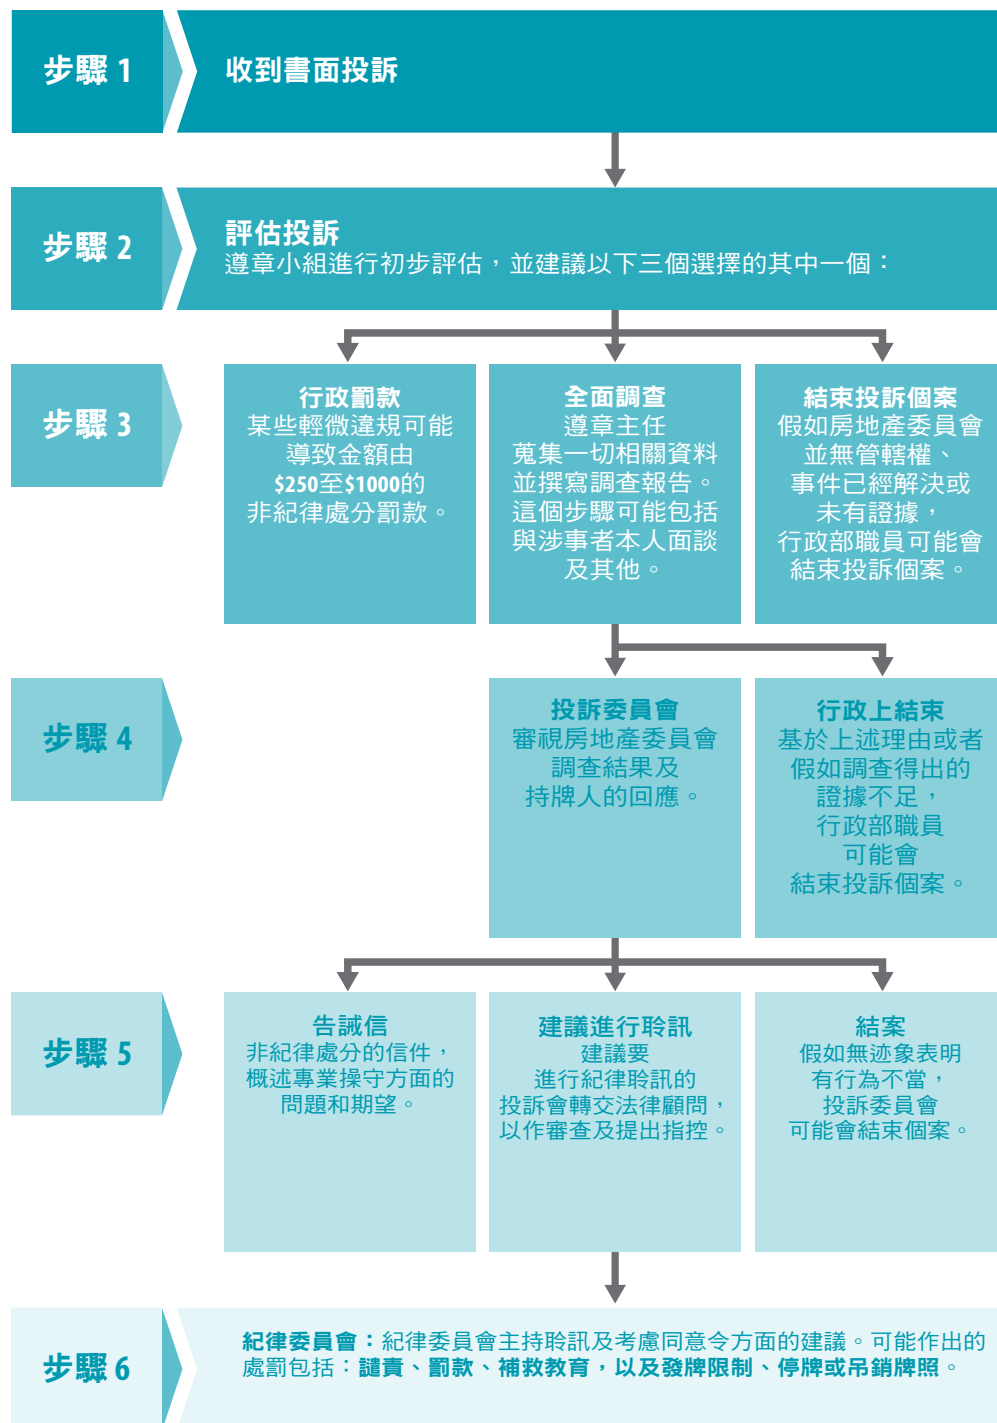 步驟 1
收到書面投訴
步驟 2
評估投訴
遵章小組進行初步評估，並建議以下三個選擇的其中一個：
步驟 3
行政罰款
某些輕微違規可能
導致金額由
$250至$1000的
非紀律處分罰款。
全面調查
遵章主任
蒐集一切相關資料
並撰寫調查報告。
這個步驟可能包括
與涉事者本人面談
及其他。
結束投訴個案
假如房地產委員會
並無管轄權、
事件已經解決或
未有證據，
行政部職員可能會
結束投訴個案。
步驟 4
投訴委員會
審視房地產委員會
調查結果及
持牌人的回應。
行政上結束
基於上述理由或者
假如調查得出的
證據不足，
行政部職員
可能會
結束投訴個案。
步驟 5
告誡信
非紀律處分的信件，
概述專業操守方面的
問題和期望。
建議進行聆訊
建議要
進行紀律聆訊的
投訴會轉交法律顧問，
以作審查及提出指控。
結案
假如無迹象表明
有行為不當，
投訴委員會
可能會結束個案。
步驟 6
紀律委員會：紀律委員會主持聆訊及考慮同意令方面的建議。可能作出的
處罰包括：譴責、罰款、補救教育，以及發牌限制、停牌或吊銷牌照。